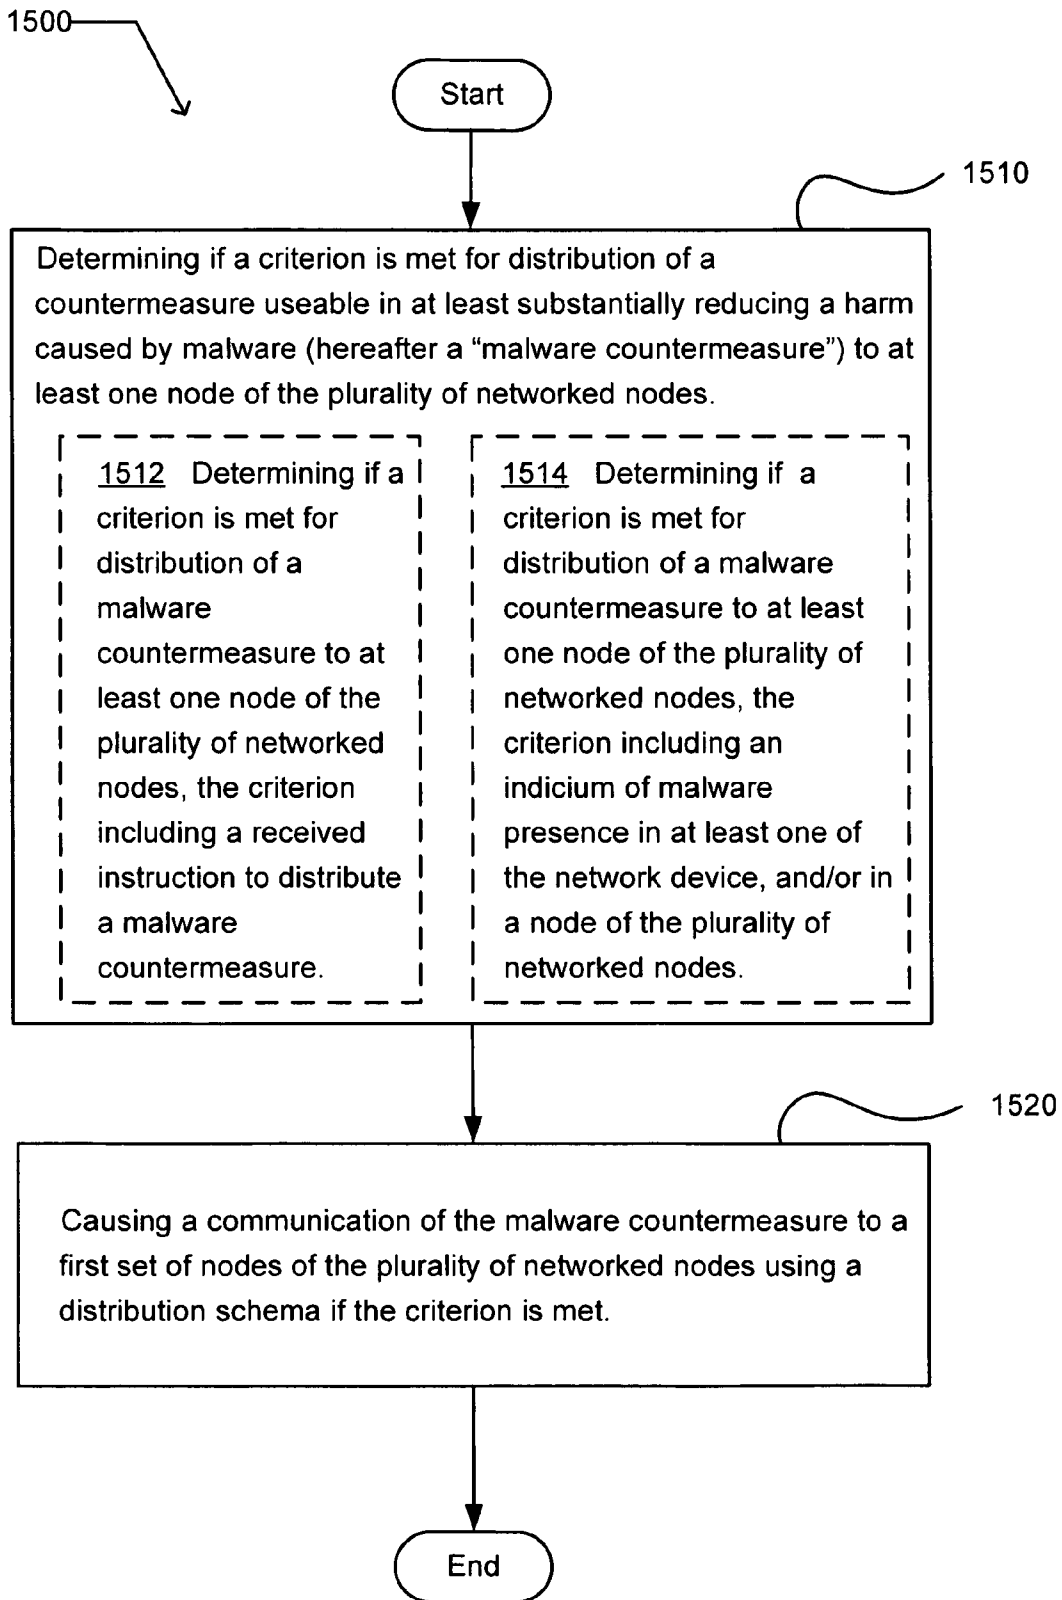 1500
Start
1510
Determining if a criterion is met for distribution of a
countermeasure useable in at least substantially reducing a harm
caused by malware (hereafter a “malware countermeasure”) to at
least one node of the plurality of networked nodes.
1512 Determining if a
criterion is met for
distribution of a
malware
countermeasure to at
least one node of the
plurality of networked
nodes, the criterion
including a received
instruction to distribute
a malware
countermeasure.
1514 Determining if a
criterion is met for
distribution of a malware
countermeasure to at least
one node of the plurality of
networked nodes, the
criterion including an
indicium of malware
presence in at least one of
the network device, and/or in
a node of the plurality of
networked nodes.
1520
Causing a communication of the malware countermeasure to a
first set of nodes of the plurality of networked nodes using a
distribution schema if the criterion is met.
End